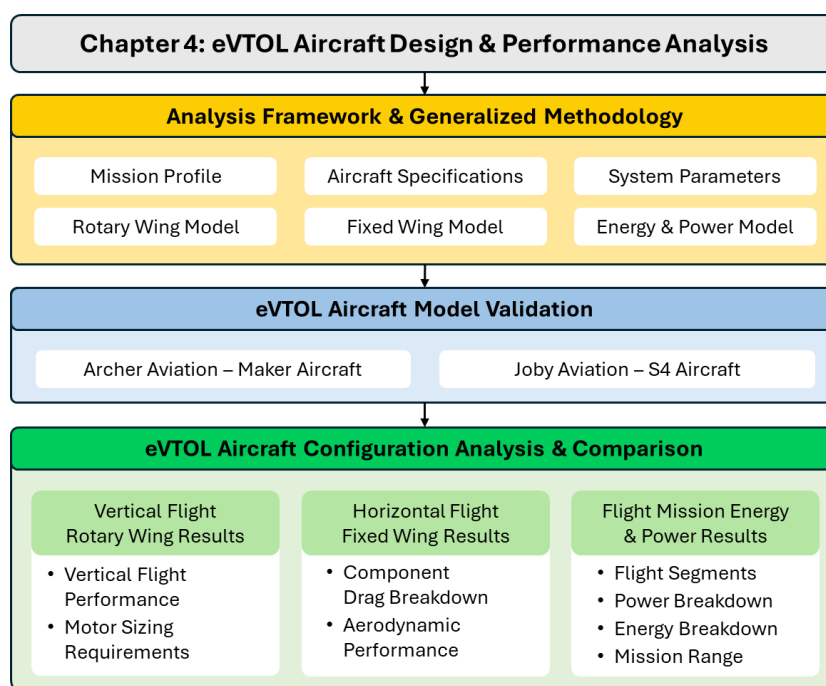 Chapter 4: eVTOL Aircraft Design & Performance Analysis
Analysis Framework & Generalized Methodology
Mission Profile
Aircraft Specifications
System Parameters
Rotary Wing Model
Fixed Wing Model
Energy & Power Model
eVTOL Aircraft Model Validation
Archer Aviation – Maker Aircraft
Joby Aviation – S4 Aircraft
eVTOL Aircraft Configuration Analysis & Comparison
Vertical Flight
Rotary Wing Results
• Vertical Flight
Performance
• Motor Sizing
Requirements
Horizontal Flight
Fixed Wing Results
• Component
Drag Breakdown
• Aerodynamic
Performance
Flight Mission Energy
& Power Results
• Flight Segments
• Power Breakdown
• Energy Breakdown
• Mission Range